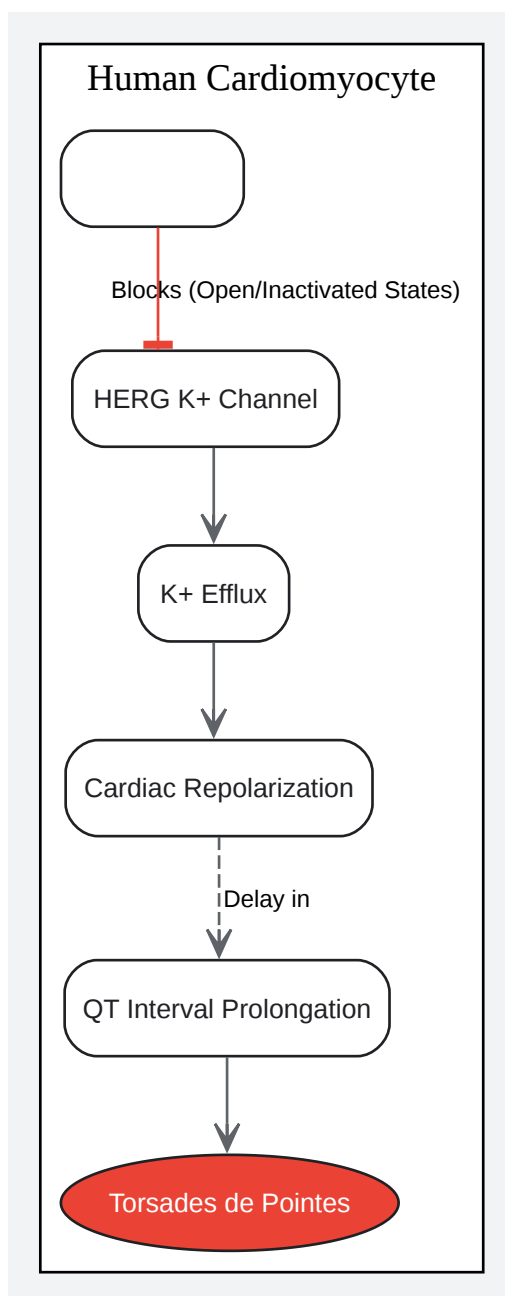 Human Cardiomyocyte
Blocks (Open/Inactivated States)
HERG K+ Channel
K+ Efflux
Cardiac Repolarization
Delay in
QT Interval Prolongation
Torsades de Pointes